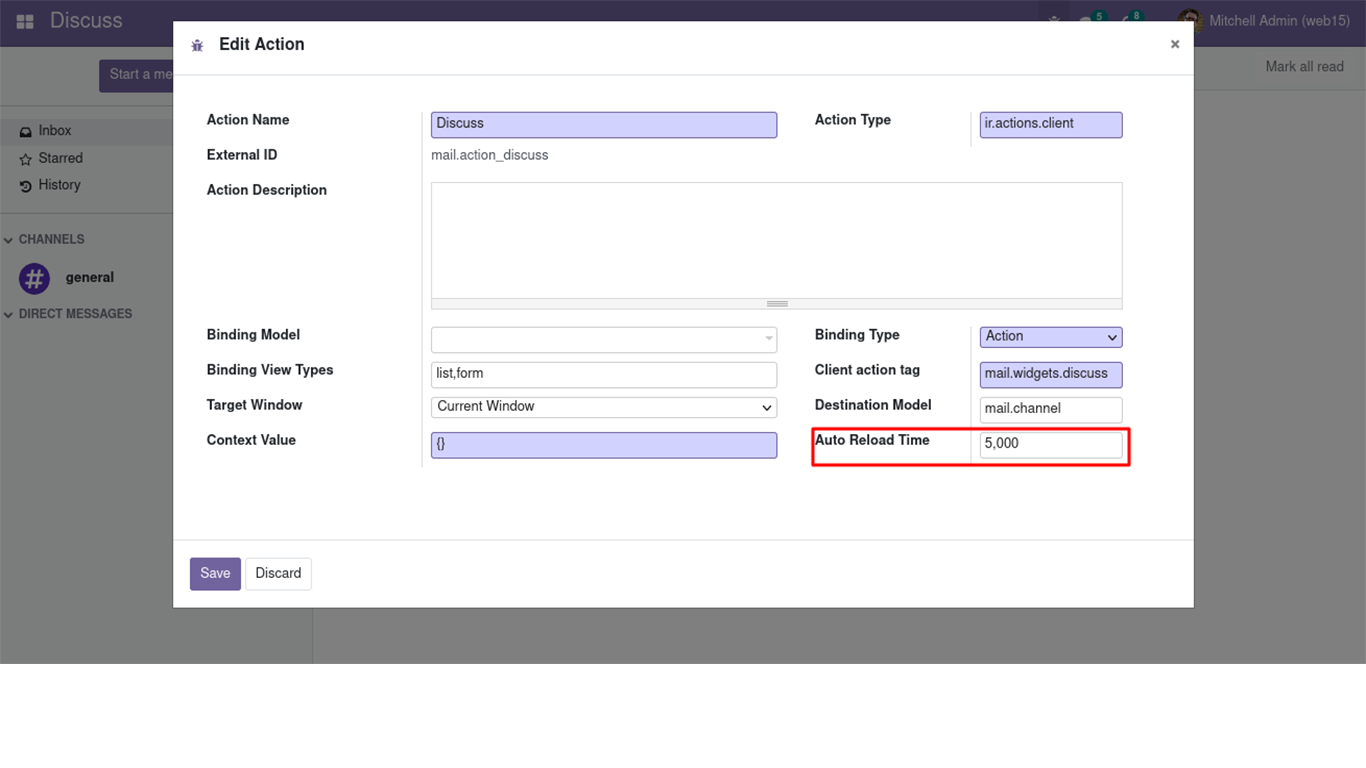 Discuss
5
8
Mitchell Admin (web15)
Edit Action
×
Start a me
Mark all read
Inbox
Starred
History
CHANNELS
# general
DIRECT MESSAGES
Action Name Discuss Action Type ir.actions.client
External ID mail.action_discuss
Action Description
Binding Model Binding Type Action
Binding View Types list,form Client action tag mail.widgets.discuss
Target Window Current Window Destination Model mail.channel
Context Value {} Auto Reload Time 5,000
Save Discard